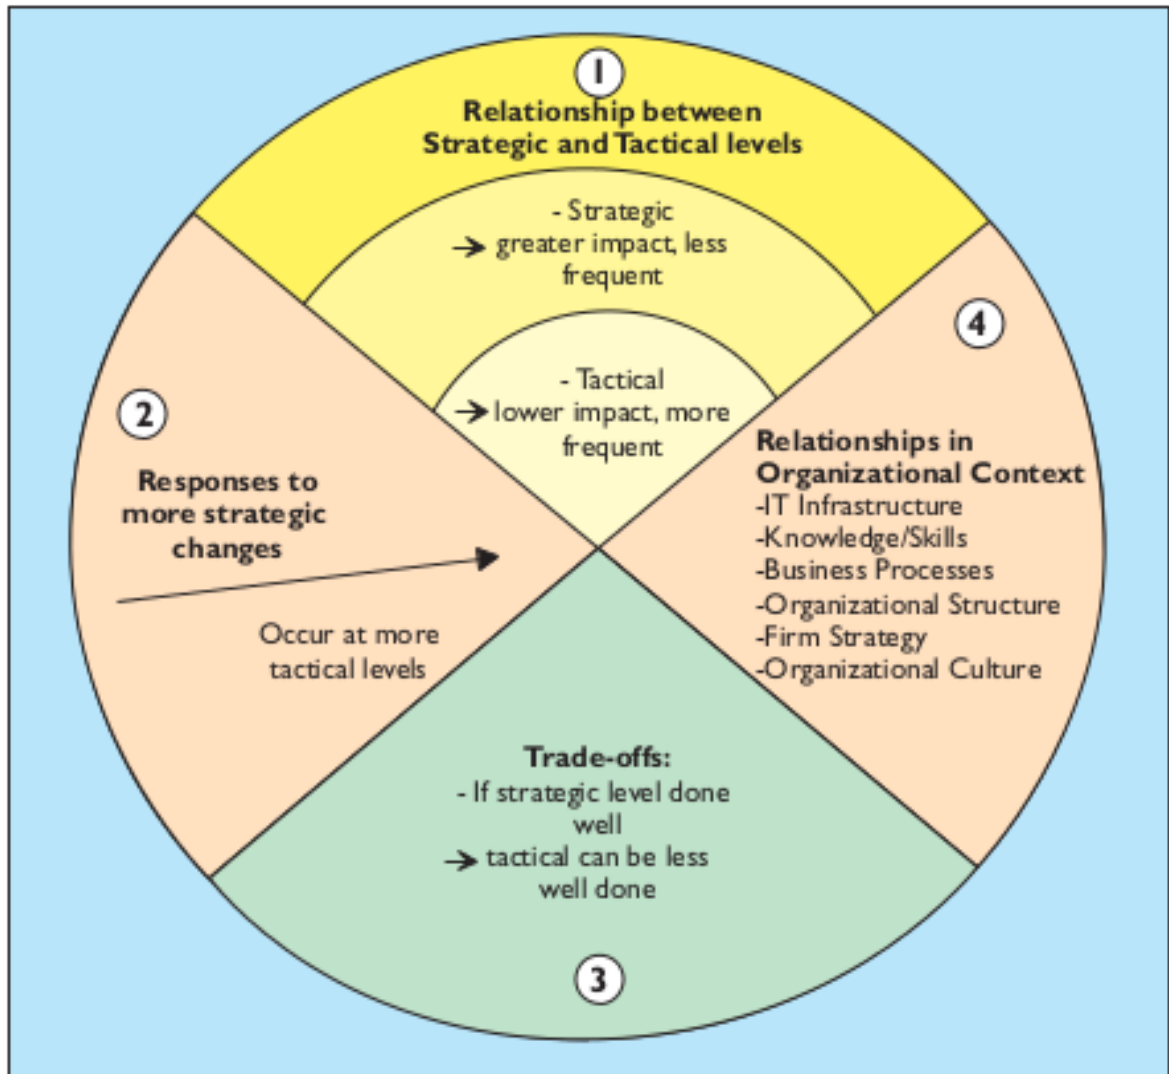 1
Relationship between
Strategic and Tactical levels
- Strategic
→ greater impact, less
frequent
- Tactical
→ lower impact, more
frequent
2
Responses to
more strategic
changes
Occur at more
tactical levels
Trade-offs:
- If strategic level done
well
→ tactical can be less
well done
3
4
Relationships in
Organizational Context
-IT Infrastructure
-Knowledge/Skills
-Business Processes
-Organizational Structure
-Firm Strategy
-Organizational Culture